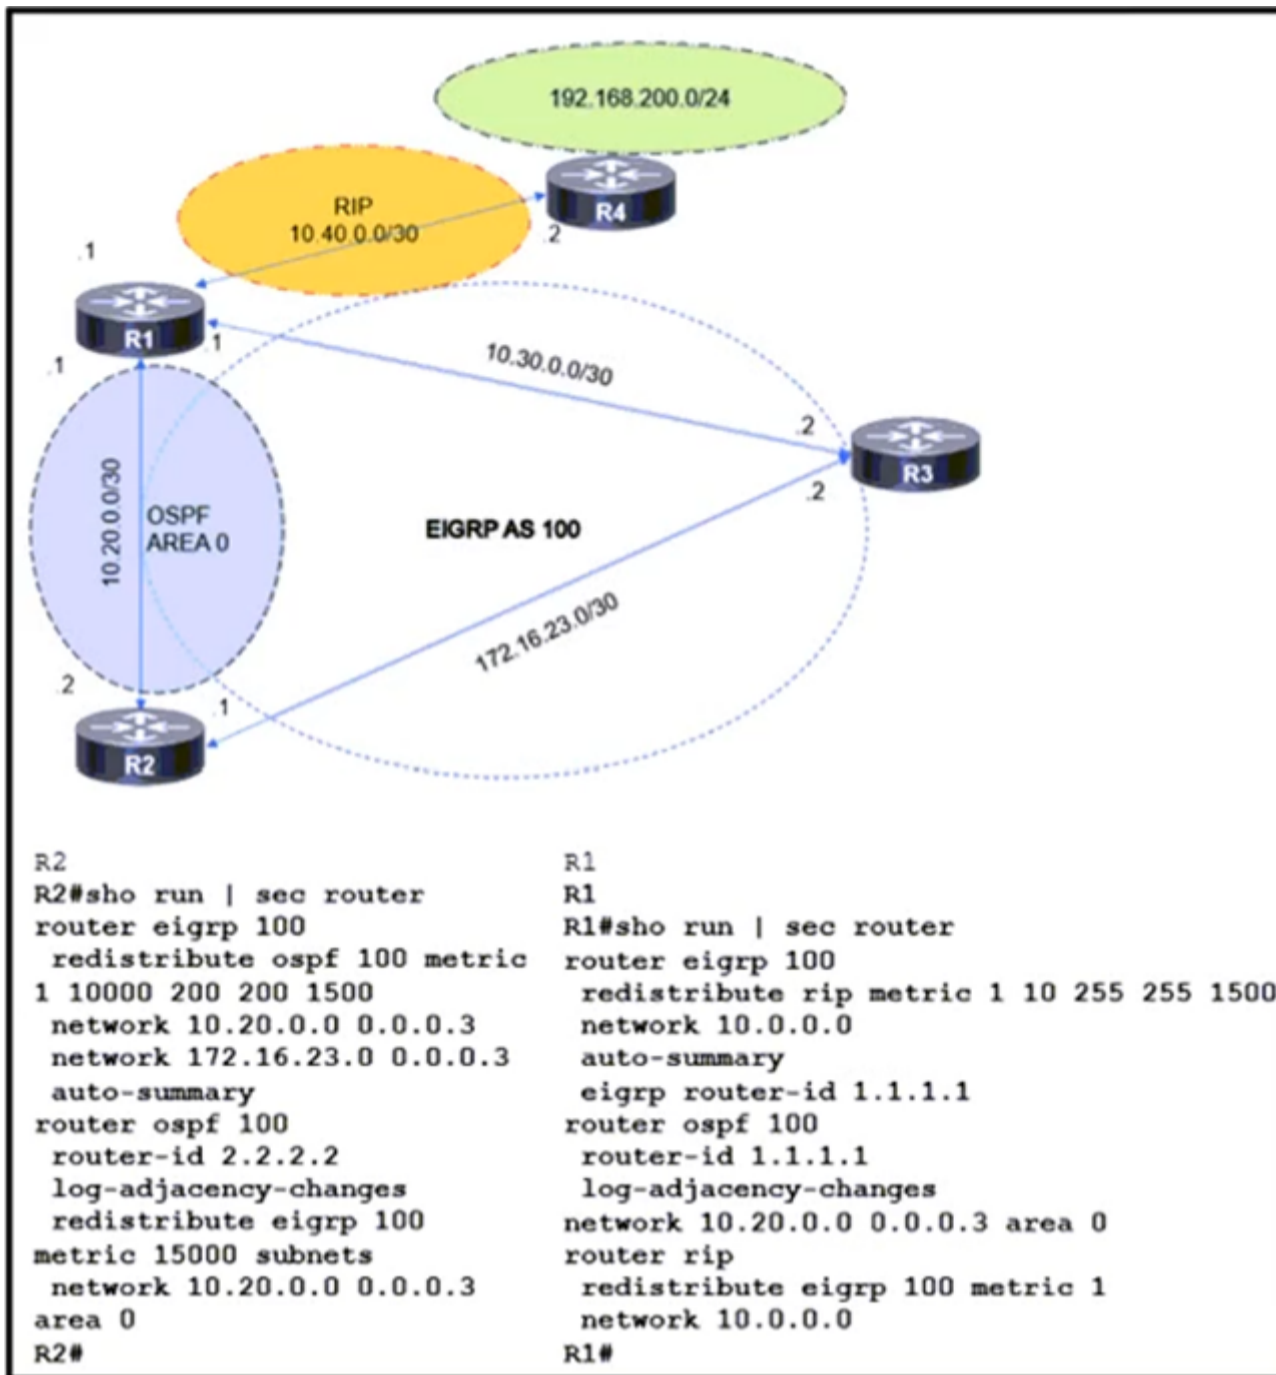 192.168.200.0/24
RIP
10.40.0.0/30
R4
.2
.1
R1
.1
.1
10.30.0.0/30
.2
R3
.2
10.20.0.0/30
OSPF
AREA 0
EIGRP AS 100
172.16.23.0/30
.2
.1
R2
R2
R2#sho run | sec router
router eigrp 100
redistribute ospf 100 metric
1 10000 200 200 1500
network 10.20.0.0 0.0.0.3
network 172.16.23.0 0.0.0.3
auto-summary
router ospf 100
router-id 2.2.2.2
log-adjacency-changes
redistribute eigrp 100
metric 15000 subnets
network 10.20.0.0 0.0.0.3
area 0
R2#
R1
R1
R1#sho run | sec router
router eigrp 100
redistribute rip metric 1 10 255 255 1500
network 10.0.0.0
auto-summary
eigrp router-id 1.1.1.1
router ospf 100
router-id 1.1.1.1
log-adjacency-changes
network 10.20.0.0 0.0.0.3 area 0
router rip
redistribute eigrp 100 metric 1
network 10.0.0.0
R1#